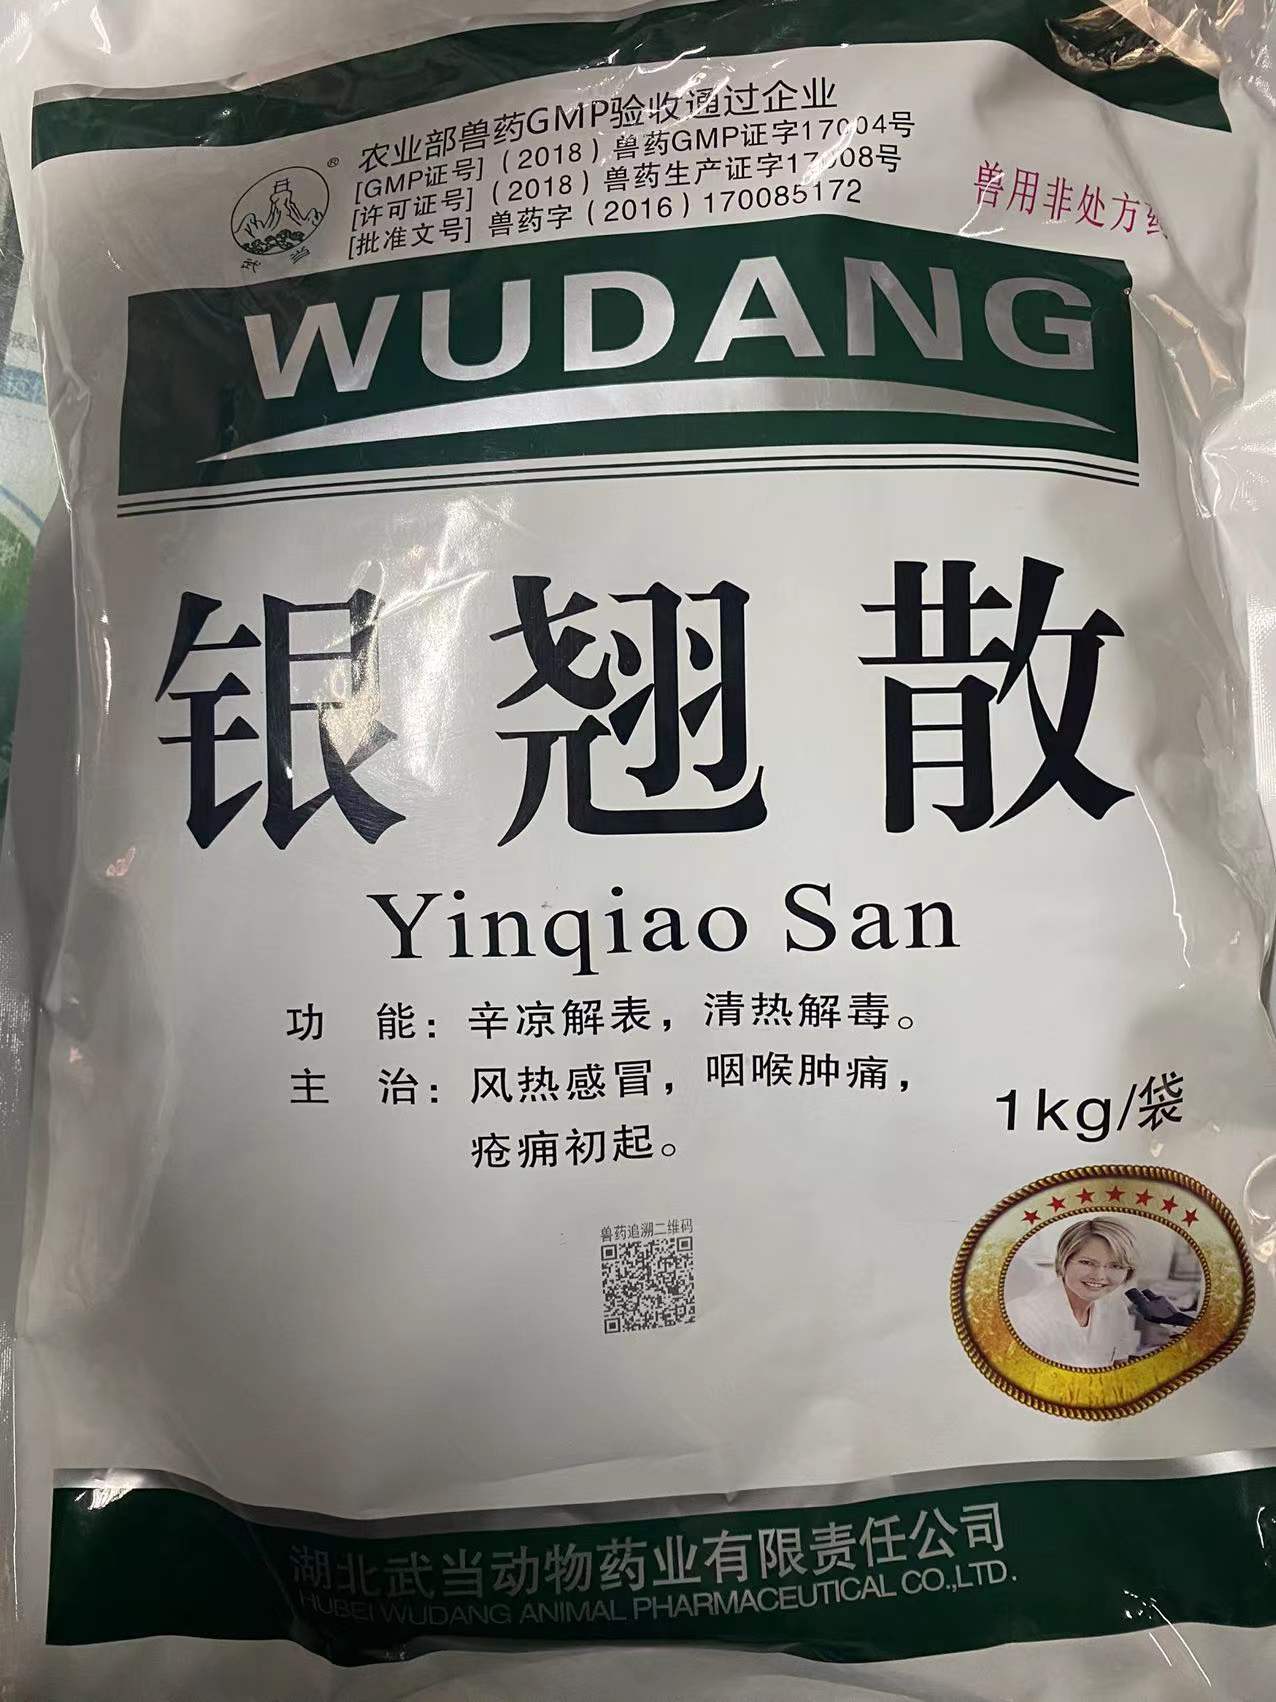 农业部兽药GMP验收通过企业
[GMP证号]（2018）兽药GMP证字17004号
[许可证号]（2018）兽药生产证字17008号
[批准文号] 兽药字（2016）170085172
兽用非处方药
®
武当
WUDANG
银翘散
Yinqiao San
功 能：辛凉解表，清热解毒。
主 治：风热感冒，咽喉肿痛，
疮痈初起。
1kg/袋
兽药追溯二维码
湖北武当动物药业有限责任公司
HUBEI WUDANG ANIMAL PHARMACEUTICAL CO.,LTD.